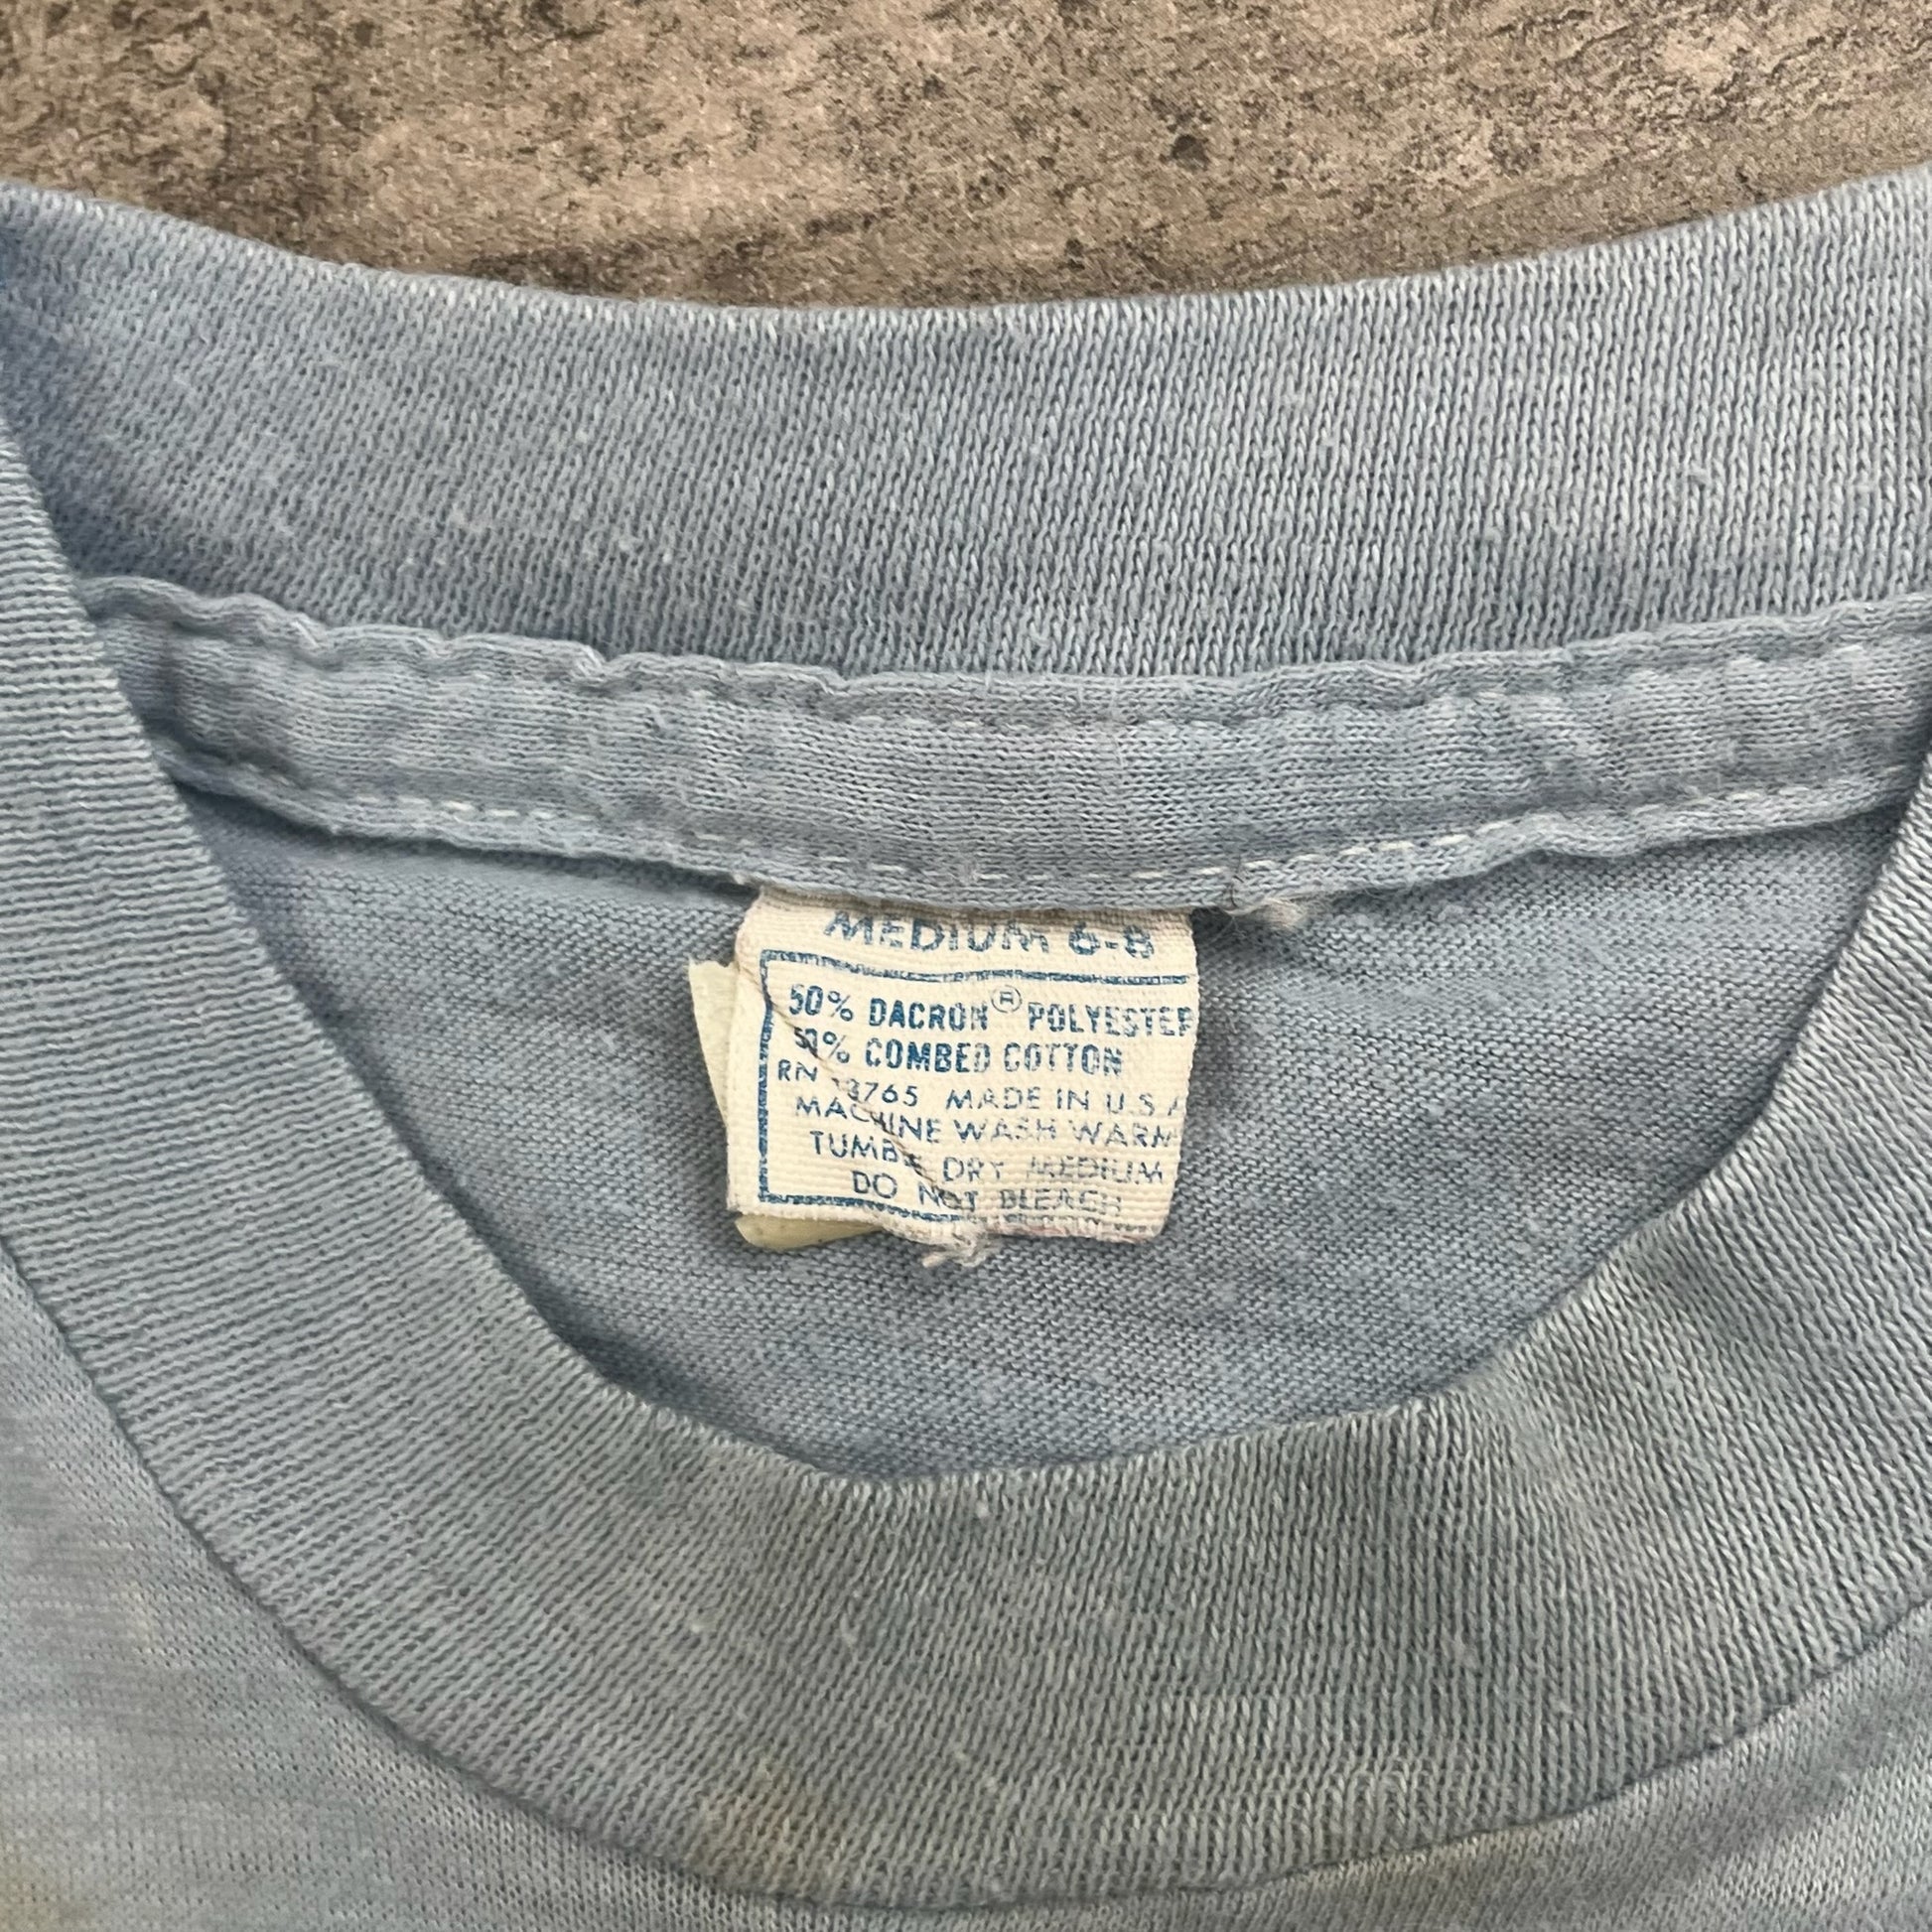 MEDIUM 6-8
50% DACRON® POLYESTER
50% COMBED COTTON
RN 13765 MADE IN U.S.A
MACHINE WASH WARM
TUMBLE DRY MEDIUM
DO NOT BLEACH